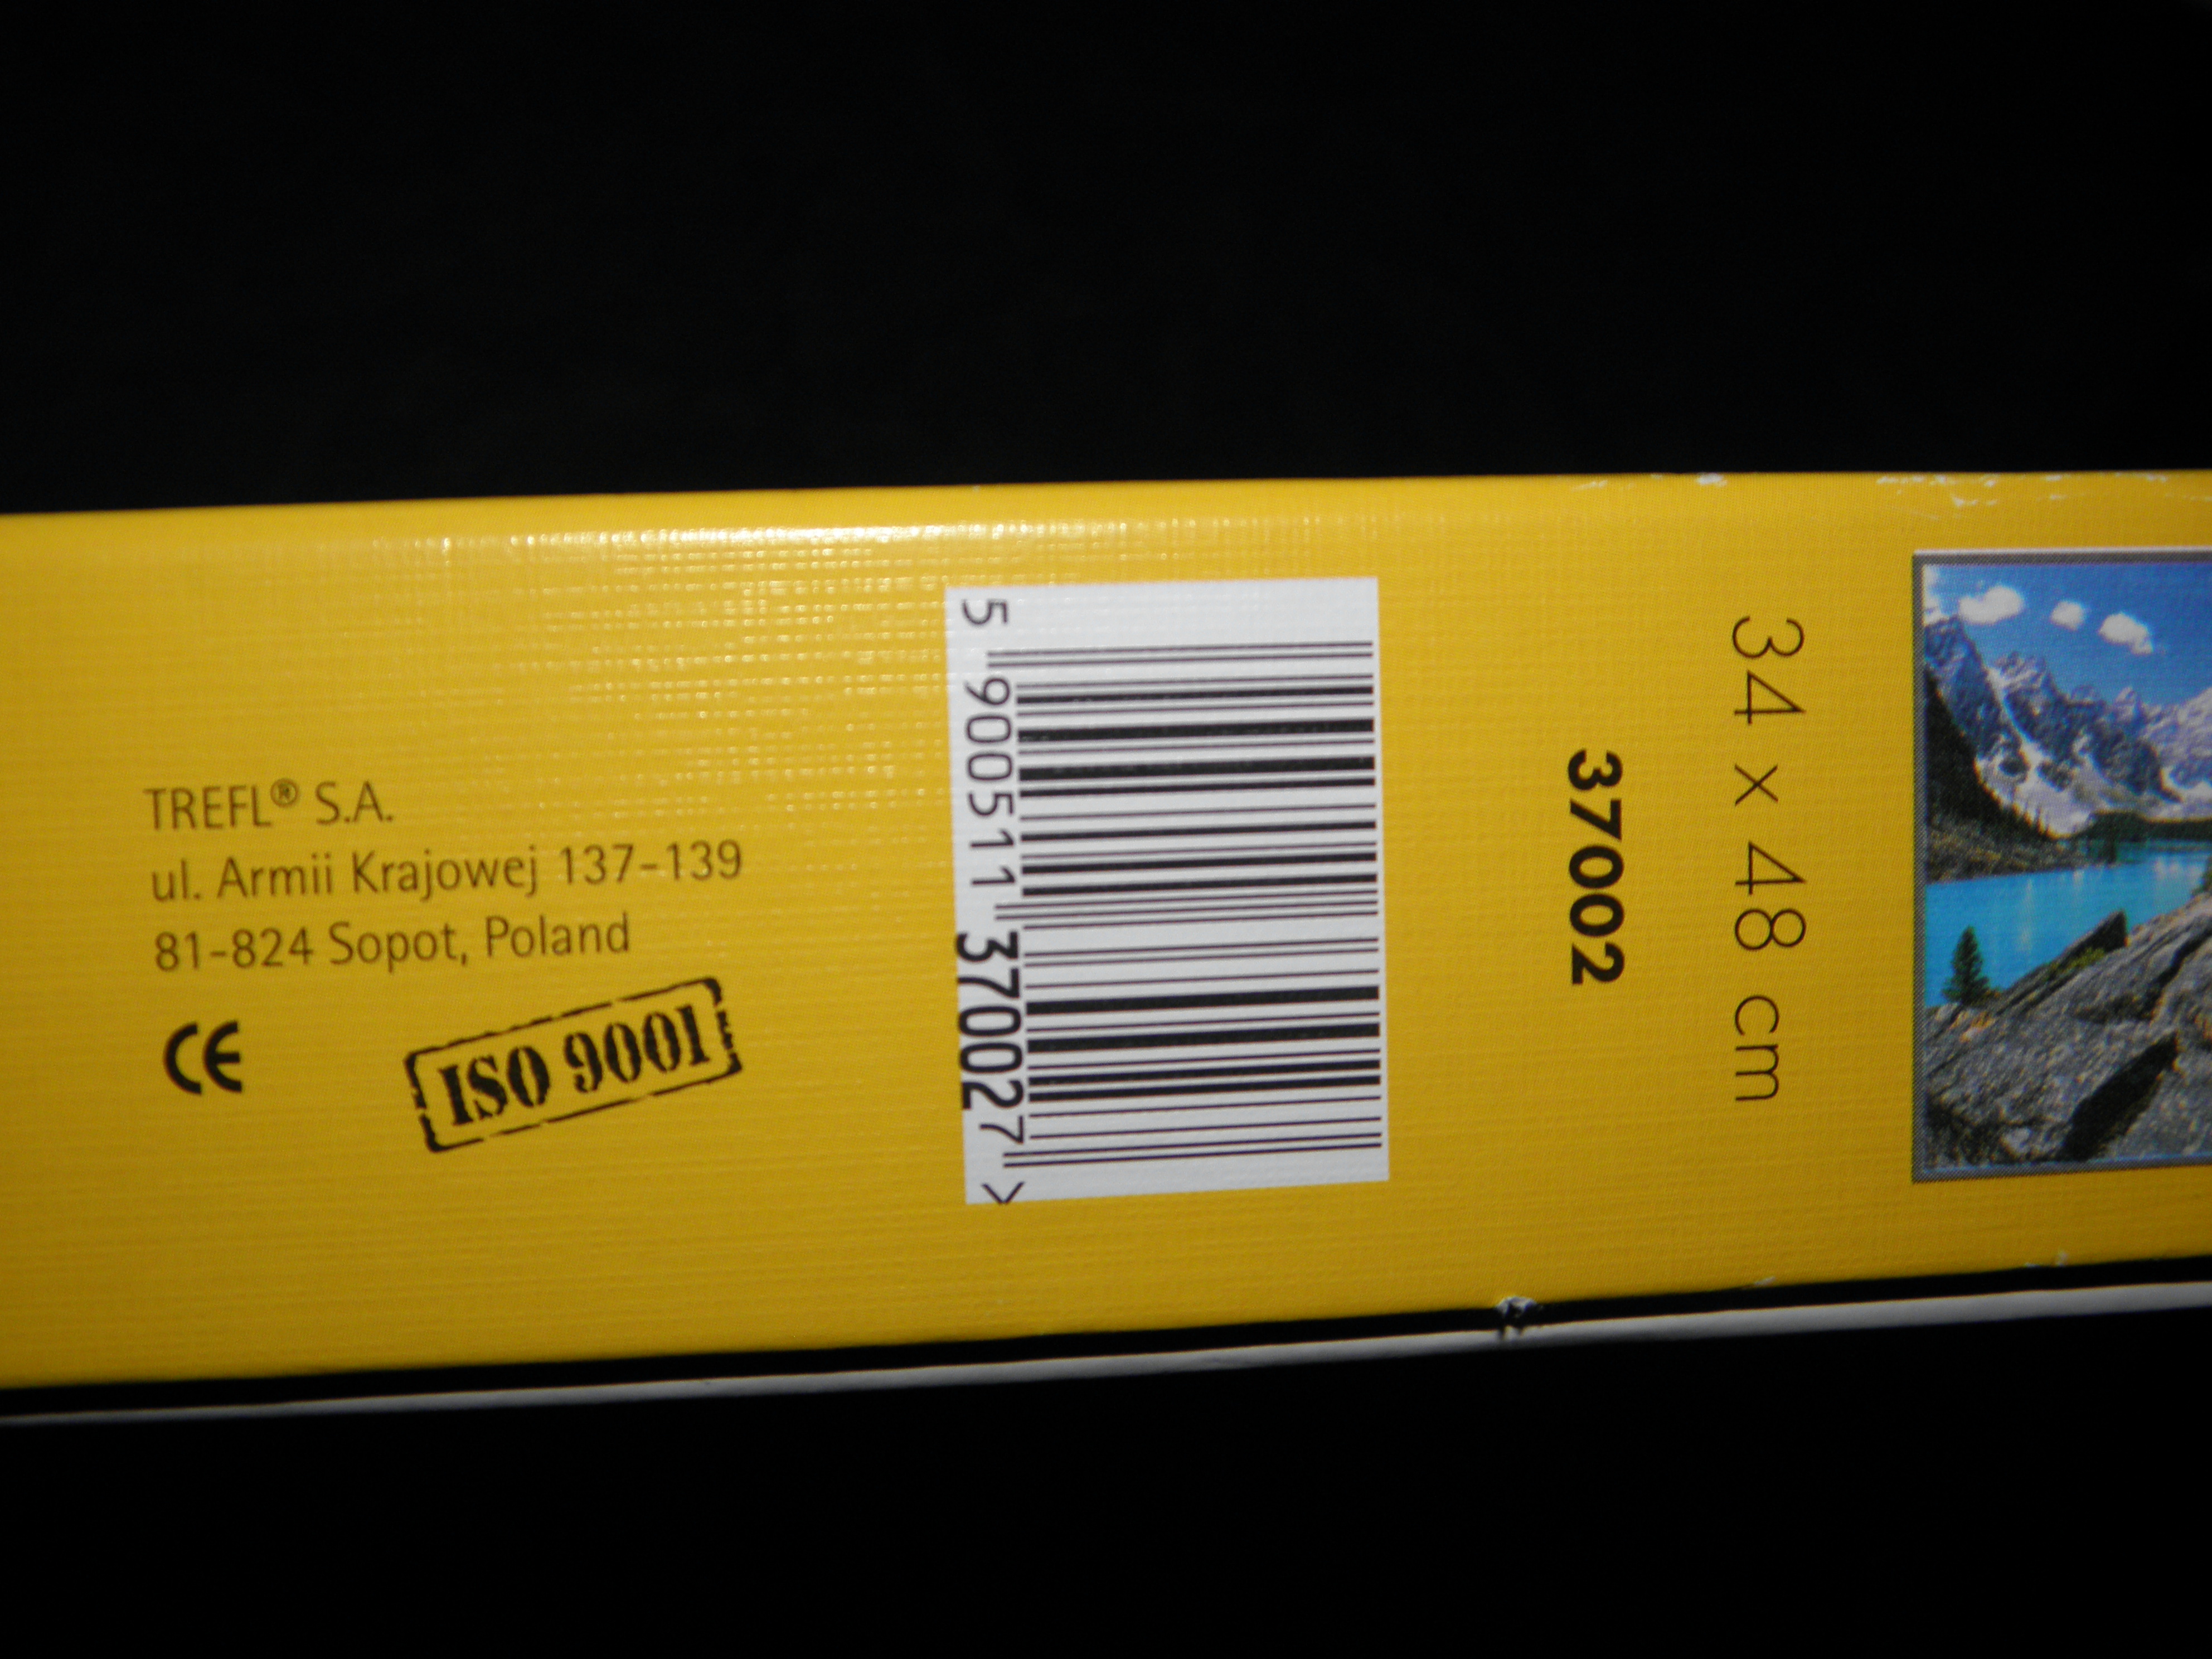 TREFL® S.A.
ul. Armii Krajowej 137-139
81-824 Sopot, Poland
CE
ISO 9001
5 900511 370027 >
37002
34 x 48 cm